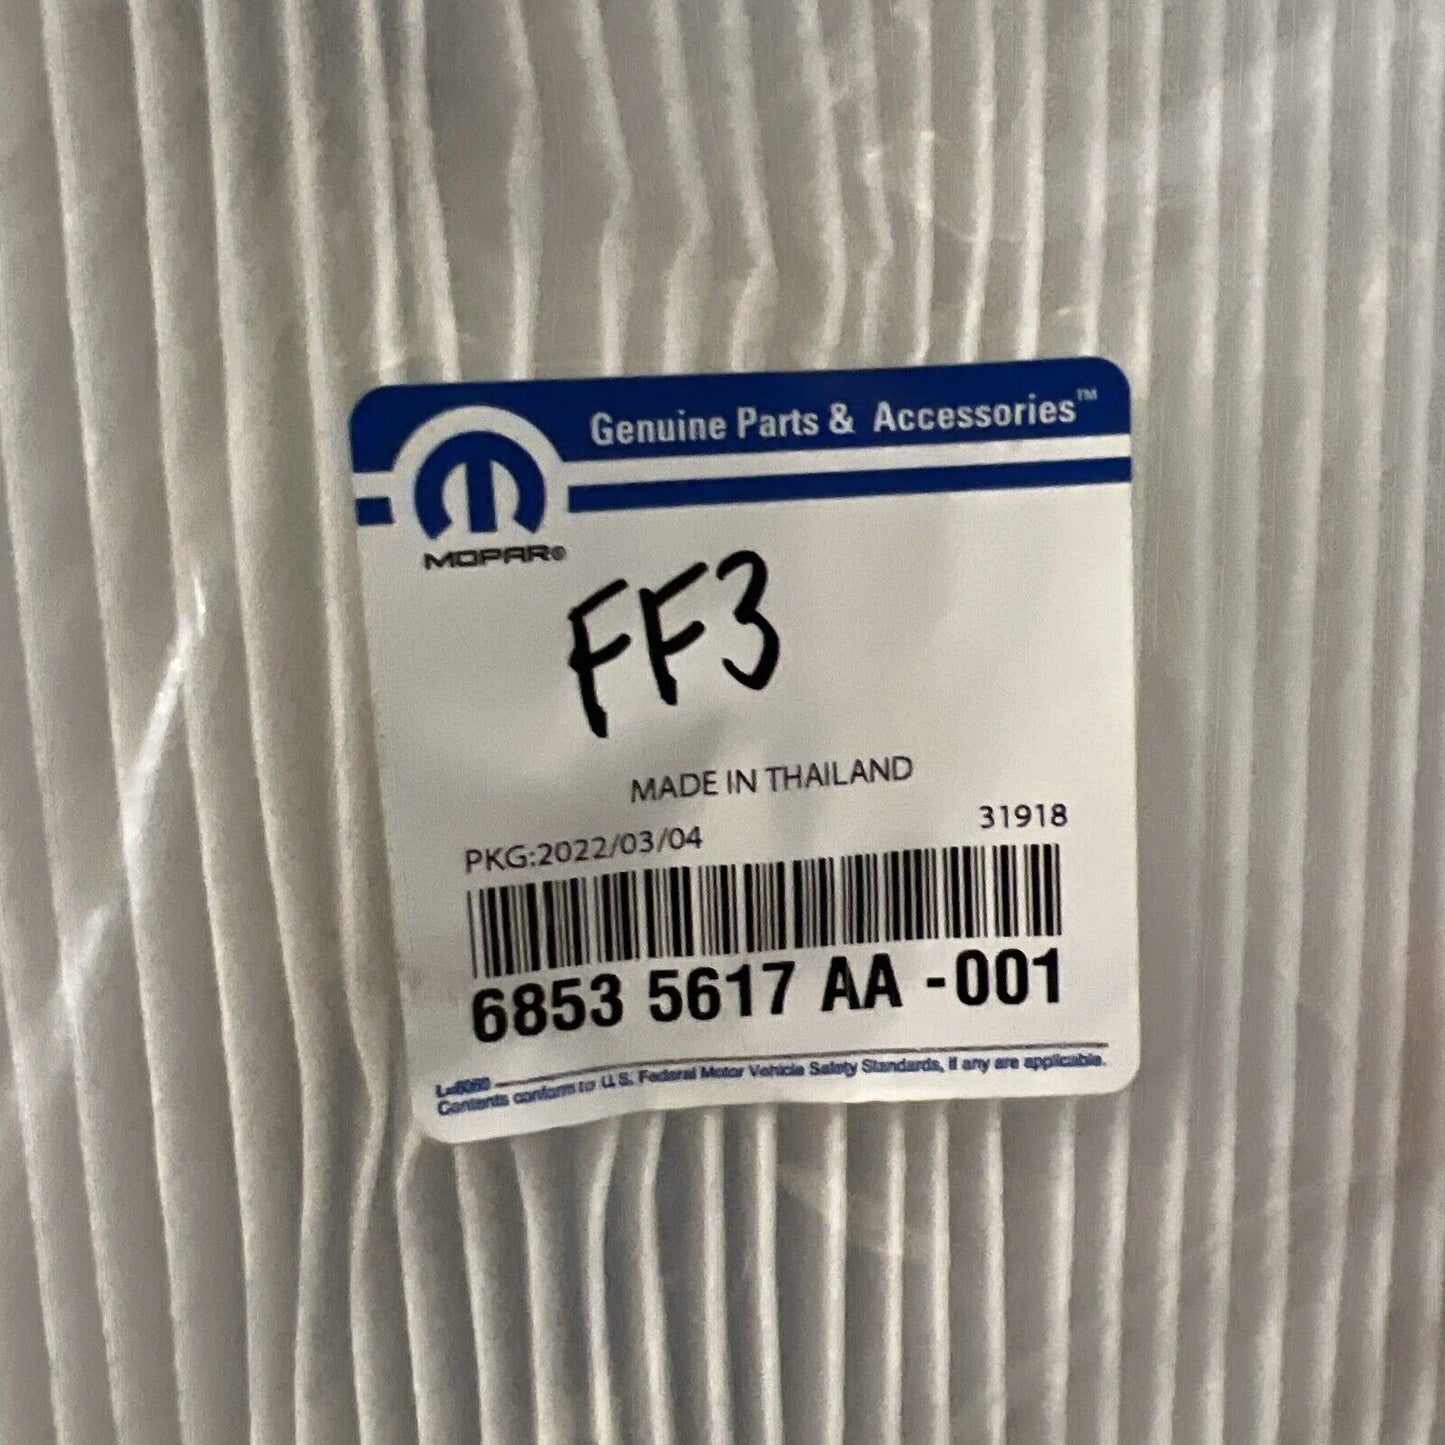 Genuine Parts & Accessories™
MOPAR®
FF3
MADE IN THAILAND
31918
PKG:2022/03/04
6853 5617 AA -001
L-6060
Contents conform to U.S. Federal Motor Vehicle Safety Standards, if any are applicable.